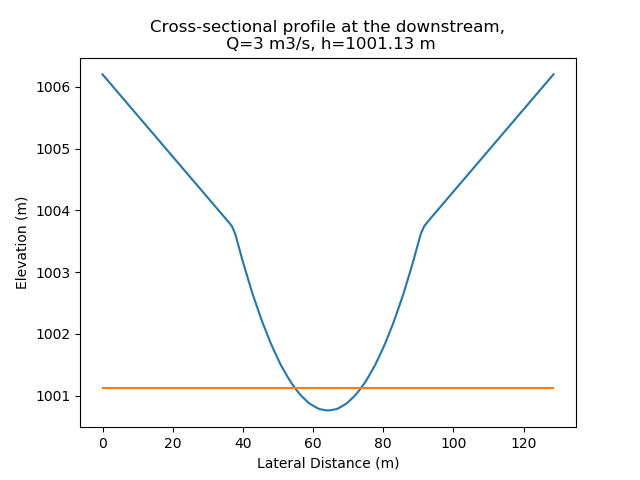 Cross-sectional profile at the downstream,
Q=3 m3/s, h=1001.13 m
1006
1005
1004
1003
1002
1001
Elevation (m)
0 20 40 60 80 100 120
Lateral Distance (m)